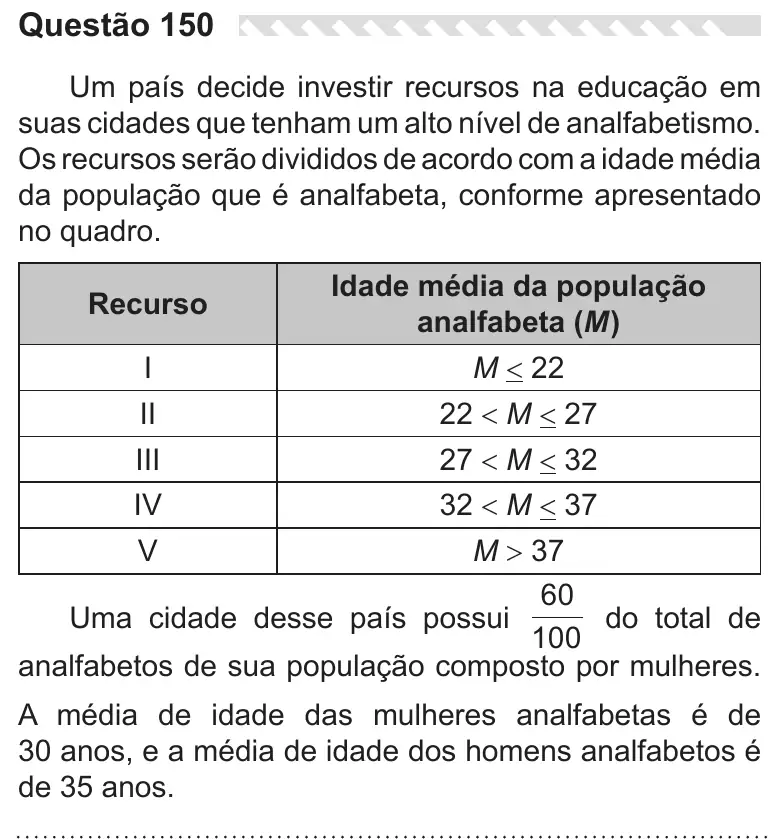 Questão 150
Um país decide investir recursos na educação em
suas cidades que tenham um alto nível de analfabetismo.
Os recursos serão divididos de acordo com a idade média
da população que é analfabeta, conforme apresentado
no quadro.
Recurso
Idade média da população
analfabeta (M)
I M ≤ 22
II 22 < M ≤ 27
III 27 < M ≤ 32
IV 32 < M ≤ 37
V M > 37
Uma cidade desse país possui 60/100 do total de
analfabetos de sua população composto por mulheres.
A média de idade das mulheres analfabetas é de
30 anos, e a média de idade dos homens analfabetos é
de 35 anos.